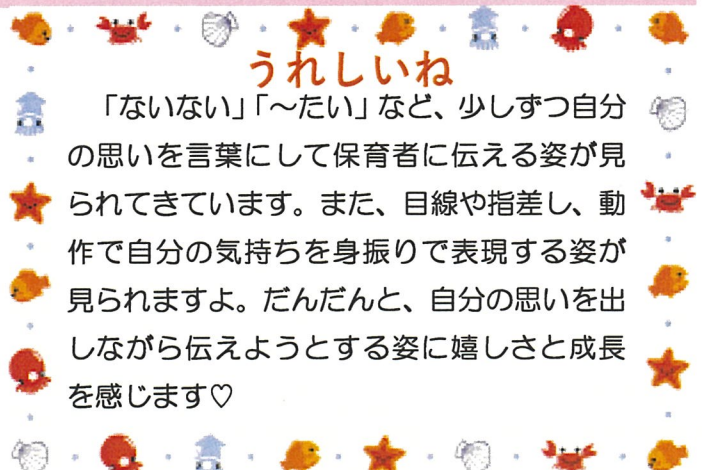 うれしいね
「ないない」「～たい」など、少しずつ自分
の思いを言葉にして保育者に伝える姿が見
られてきています。また、目線や指差し、動
作で自分の気持ちを身振りで表現する姿が
見られますよ。だんだんと、自分の思いを出
しながら伝えようとする姿に嬉しさと成長
を感じます♡